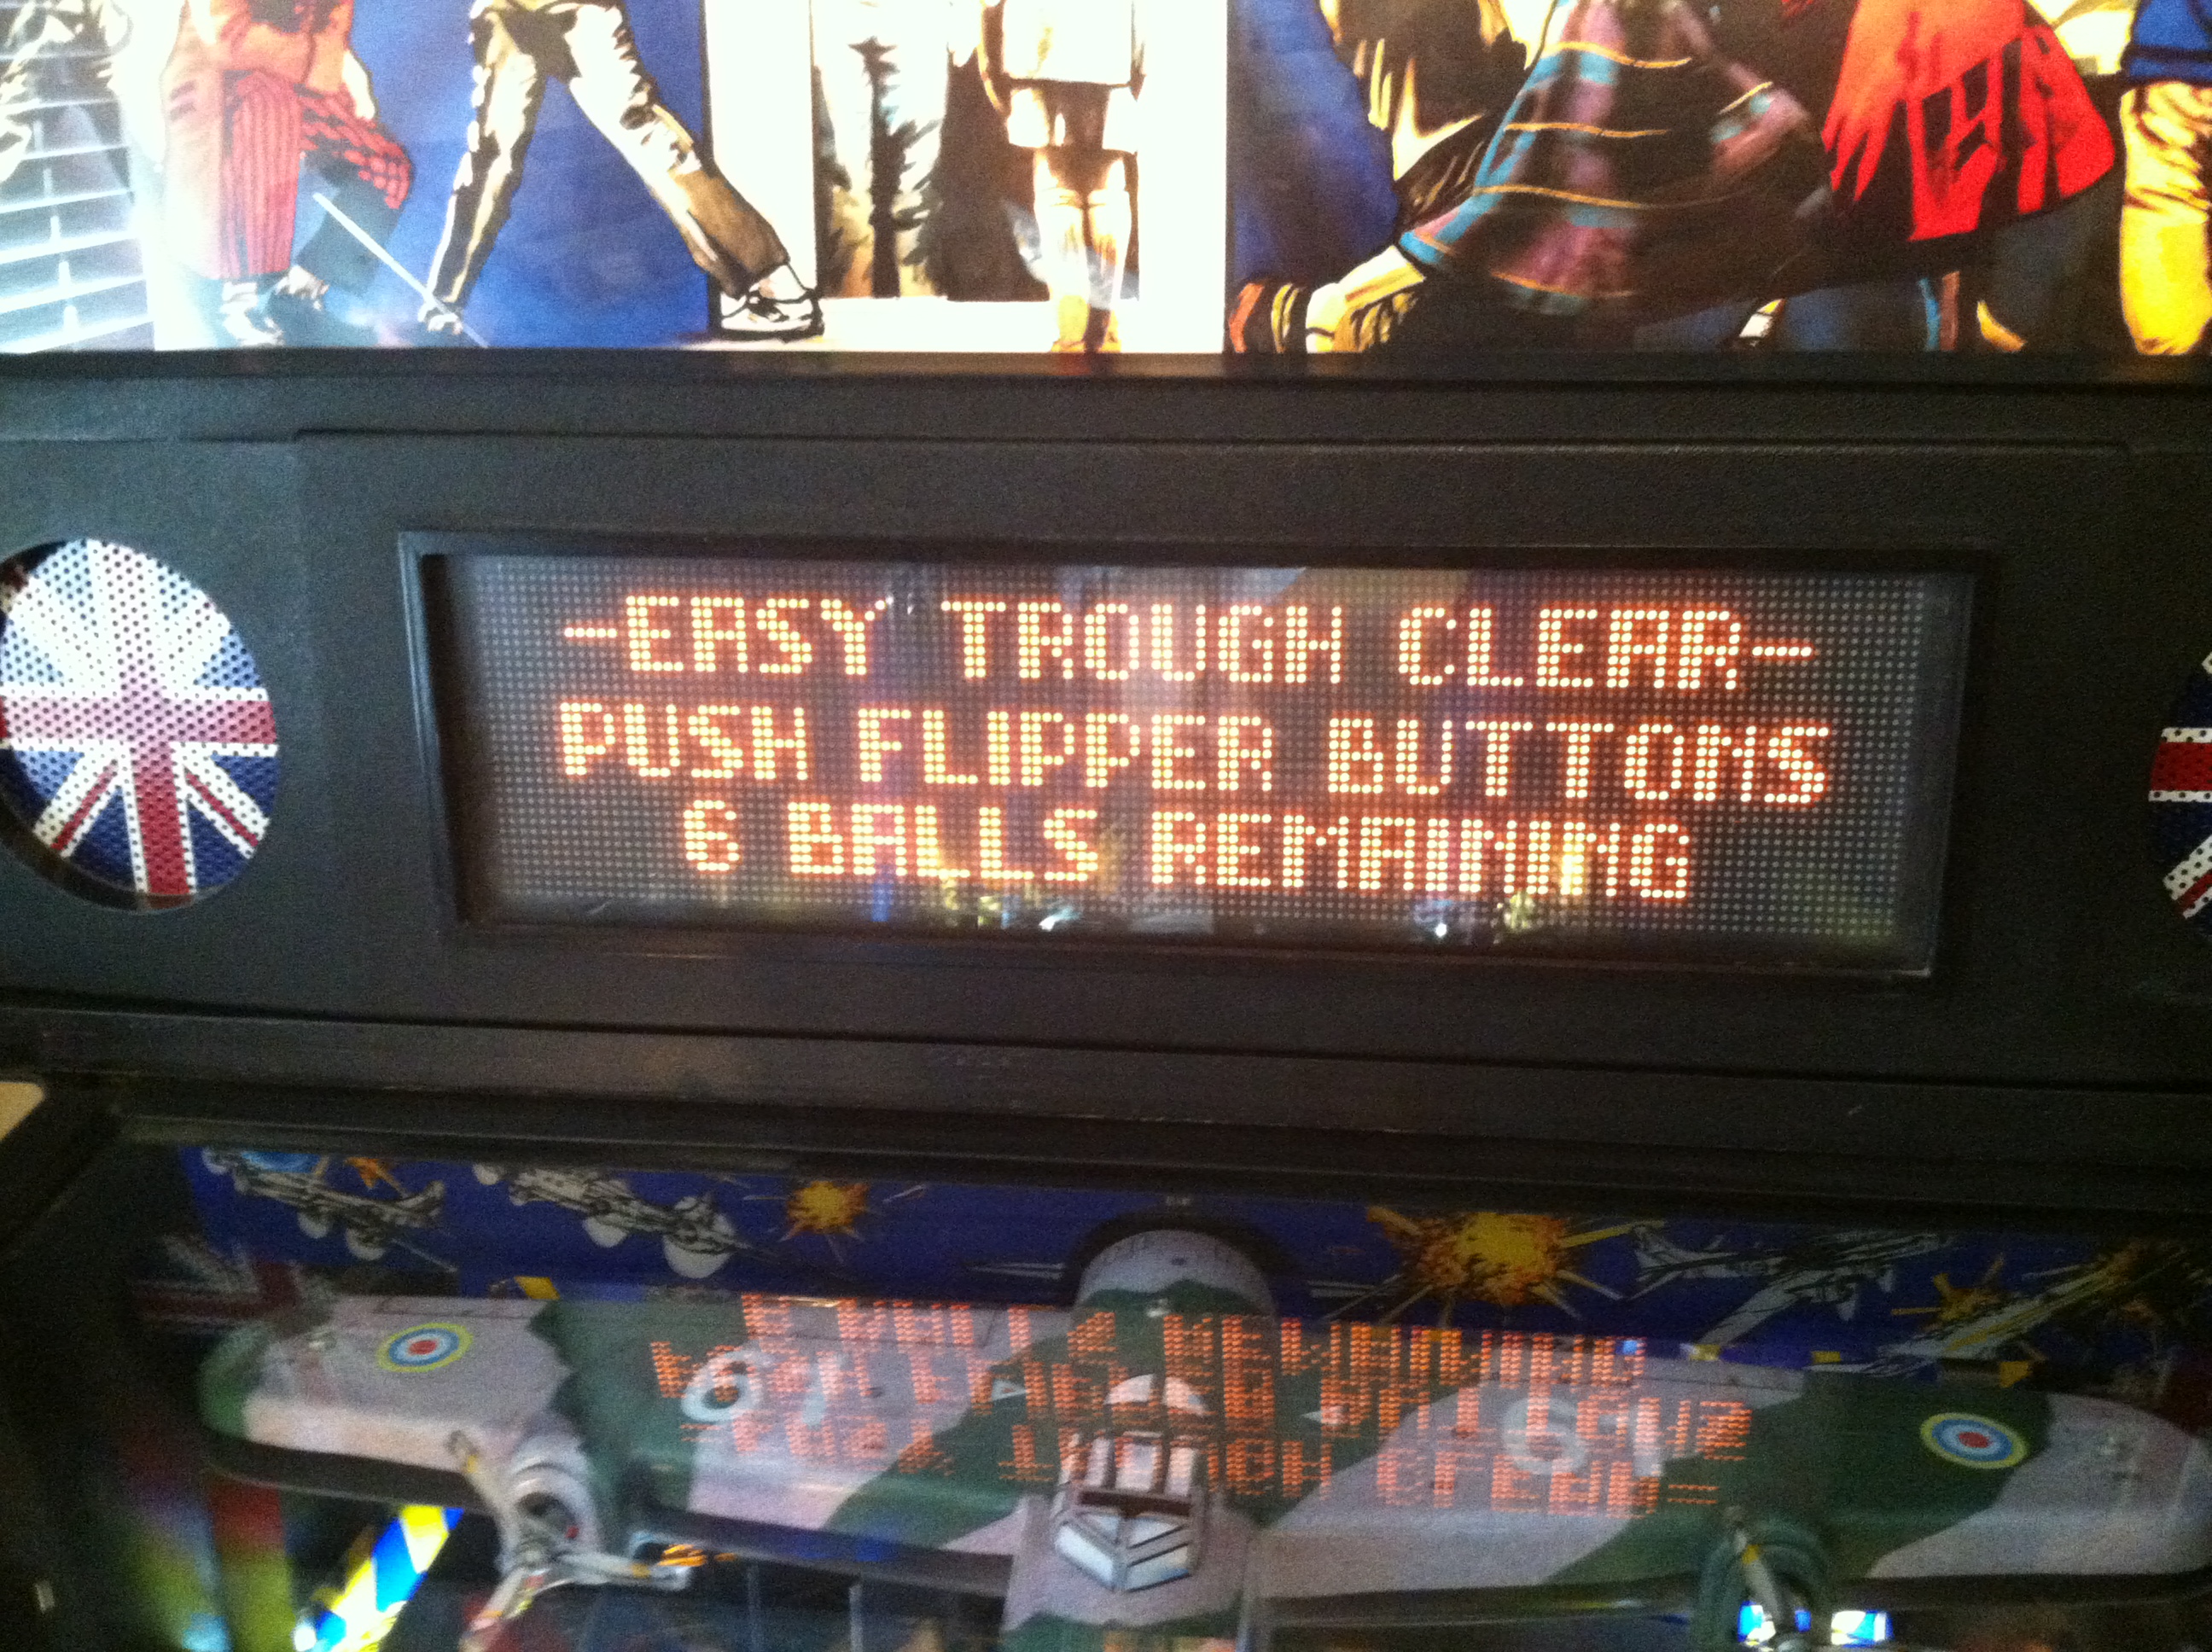 -EASY TROUGH CLEAR-
PUSH FLIPPER BUTTONS
6 BALLS REMAINING